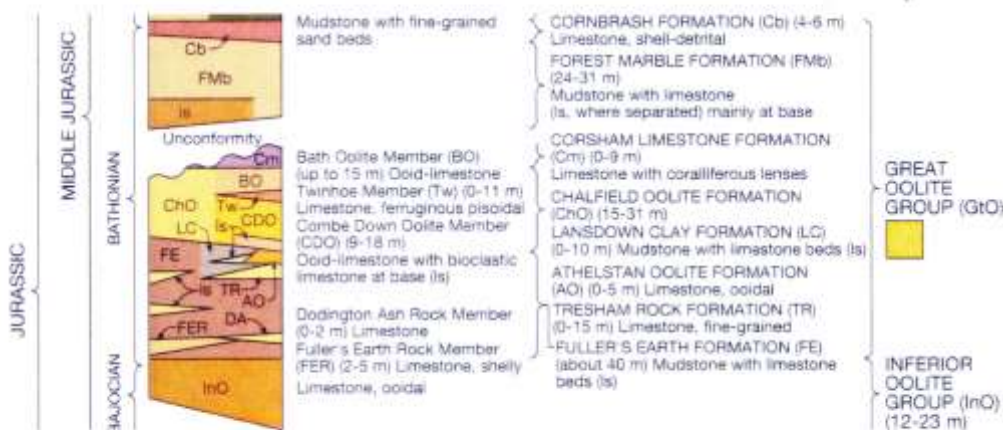 MIDDLE JURASSIC
JURASSIC
BATHONIAN
BAJOCIAN
Cb
FMb
ls
Unconformity
Cm
BO
ChO
Tw
CDO
ls
LC
FE
ls
TR
AO
DA
FER
InO
Mudstone with fine-grained
sand beds
Bath Oolite Member (BO)
(up to 15 m) Ooid-limestone
Twinhoe Member (Tw) (0-11 m)
Limestone, ferruginous pisoidal
Combe Down Oolite Member
(CDO) (9-18 m)
Ooid-limestone with bioclastic
limestone at base (ls)
Dodington Ash Rock Member
(0-2 m) Limestone
Fuller's Earth Rock Member
(FER) (2-5 m) Limestone, shelly
Limestone, ooidal
CORNBRASH FORMATION (Cb) (4-6 m)
Limestone, shell-detrital
FOREST MARBLE FORMATION (FMb)
(24-31 m)
Mudstone with limestone
(ls, where separated) mainly at base
CORSHAM LIMESTONE FORMATION
(Cm) (0-9 m)
Limestone with coralliferous lenses
CHALFIELD OOLITE FORMATION
(ChO) (15-31 m)
LANSDOWN CLAY FORMATION (LC)
(0-10 m) Mudstone with limestone beds (ls)
ATHELSTAN OOLITE FORMATION
(AO) (0-5 m) Limestone, ooidal
TRESHAM ROCK FORMATION (TR)
(0-15 m) Limestone, fine-grained
FULLER'S EARTH FORMATION (FE)
(about 40 m) Mudstone with limestone
beds (ls)
GREAT
OOLITE
GROUP (GtO)
INFERIOR
OOLITE
GROUP (InO)
(12-23 m)